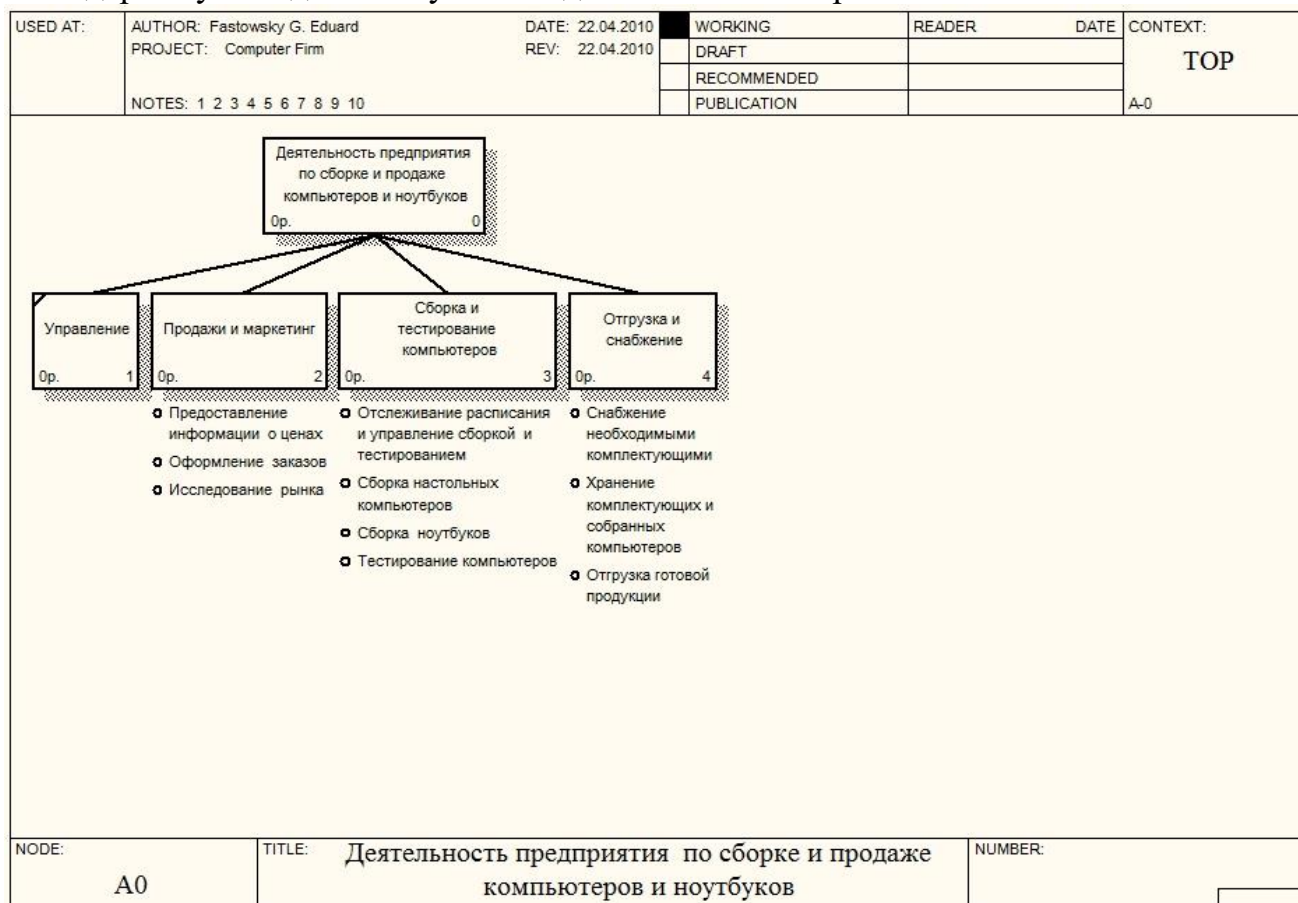 USED AT:
AUTHOR: Fastowsky G. Eduard
DATE: 22.04.2010
PROJECT: Computer Firm
REV: 22.04.2010
NOTES: 1 2 3 4 5 6 7 8 9 10
WORKING
DRAFT
RECOMMENDED
PUBLICATION
READER DATE
CONTEXT:
TOP
A-0
Деятельность предприятия
по сборке и продаже
компьютеров и ноутбуков
0р. 0
Управление
0р. 1
Продажи и маркетинг
0р. 2
Сборка и
тестирование
компьютеров
0р. 3
Отгрузка и
снабжение
0р. 4
Предоставление
информации о ценах
Оформление заказов
Исследование рынка
Отслеживание расписания
и управление сборкой и
тестированием
Сборка настольных
компьютеров
Сборка ноутбуков
Тестирование компьютеров
Снабжение
необходимыми
комплектующими
Хранение
комплектующих и
собранных
компьютеров
Отгрузка готовой
продукции
NODE:
A0
TITLE:
Деятельность предприятия по сборке и продаже
компьютеров и ноутбуков
NUMBER: